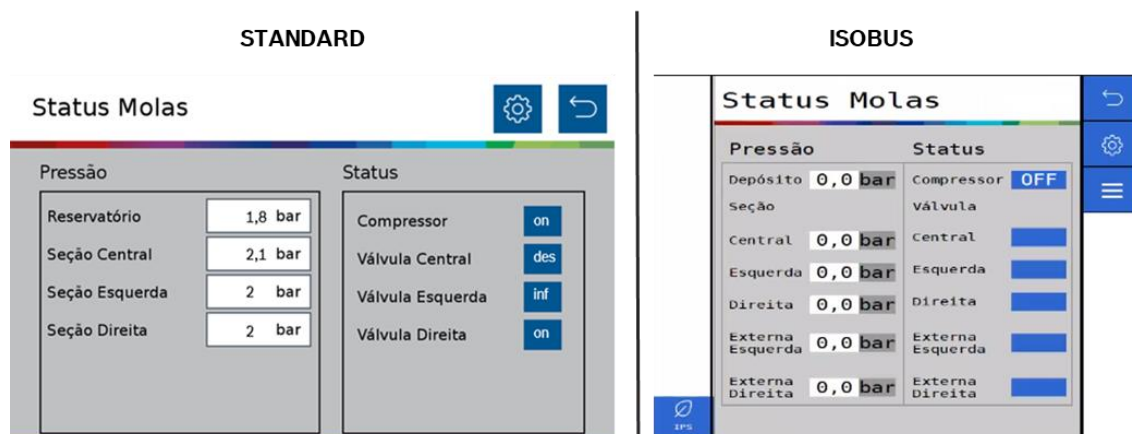 STANDARD
Status Molas
Pressão
Reservatório 1,8 bar
Seção Central 2,1 bar
Seção Esquerda 2 bar
Seção Direita 2 bar
Status
Compressor on
Válvula Central des
Válvula Esquerda inf
Válvula Direita on
ISOBUS
Status Molas
Pressão
Depósito 0,0 bar
Seção
Central 0,0 bar
Esquerda 0,0 bar
Direita 0,0 bar
Externa
Esquerda 0,0 bar
Externa
Direita 0,0 bar
Status
Compressor OFF
Válvula
Central
Esquerda
Direita
Externa
Esquerda
Externa
Direita
IPS